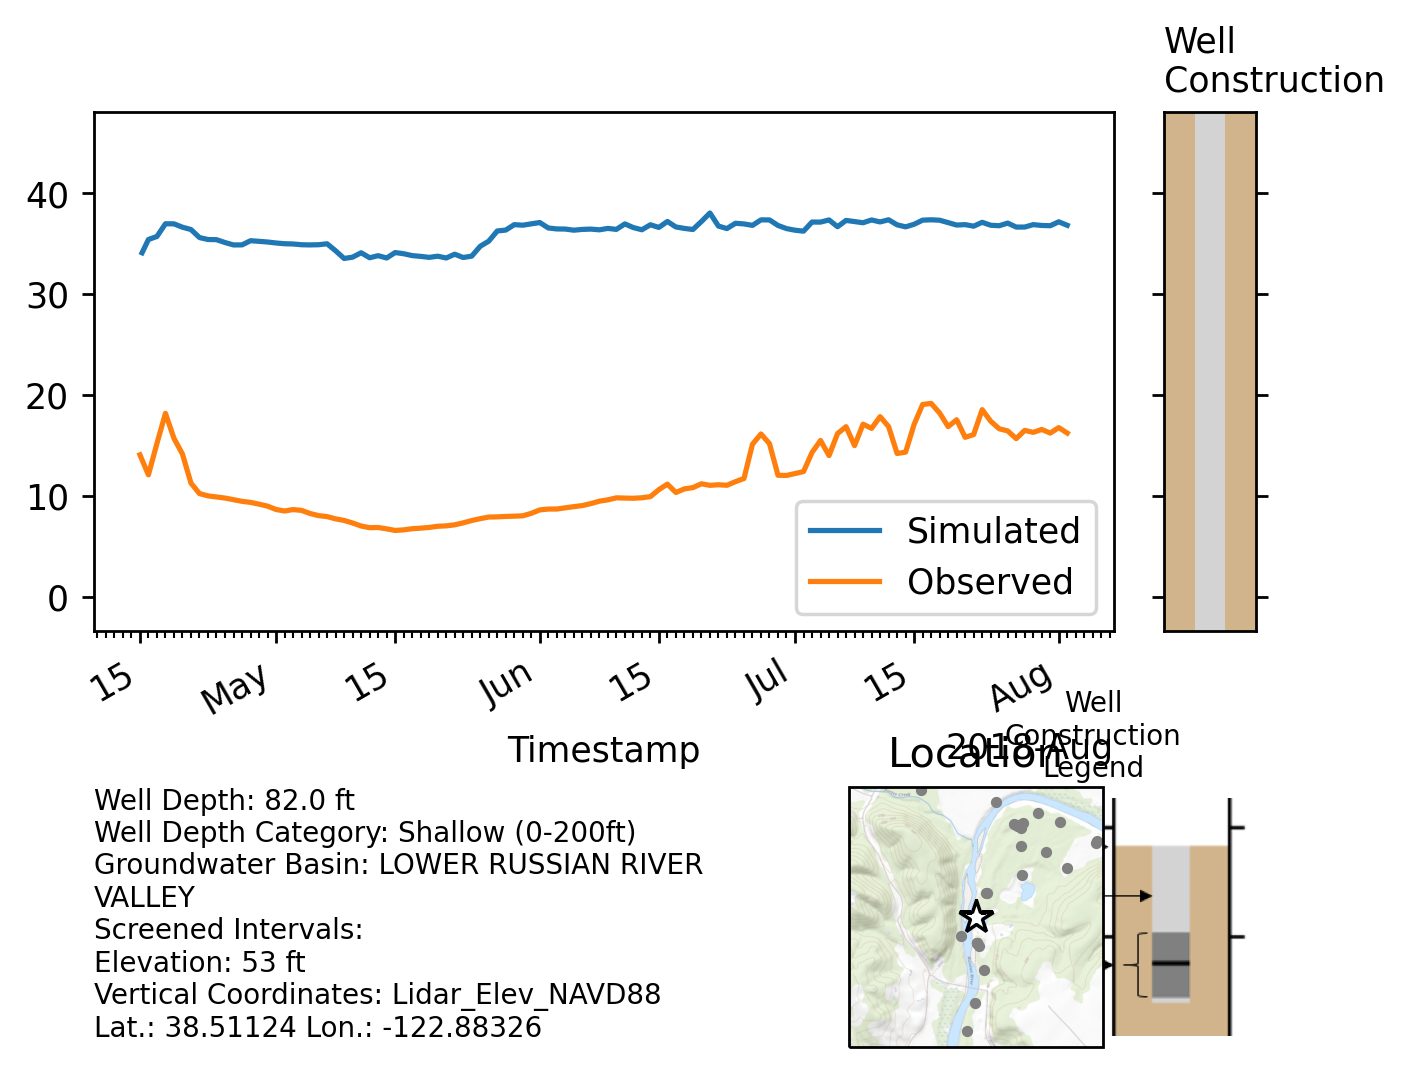 Well
Construction
40
30
20
10
0
Simulated
Observed
15
May
15
Jun
15
Jul
15
Aug
Timestamp
2018-Aug
Well Depth: 82.0 ft
Well Depth Category: Shallow (0-200ft)
Groundwater Basin: LOWER RUSSIAN RIVER
VALLEY
Screened Intervals:
Elevation: 53 ft
Vertical Coordinates: Lidar_Elev_NAVD88
Lat.: 38.51124 Lon.: -122.88326
Location
Well
Construction
Legend